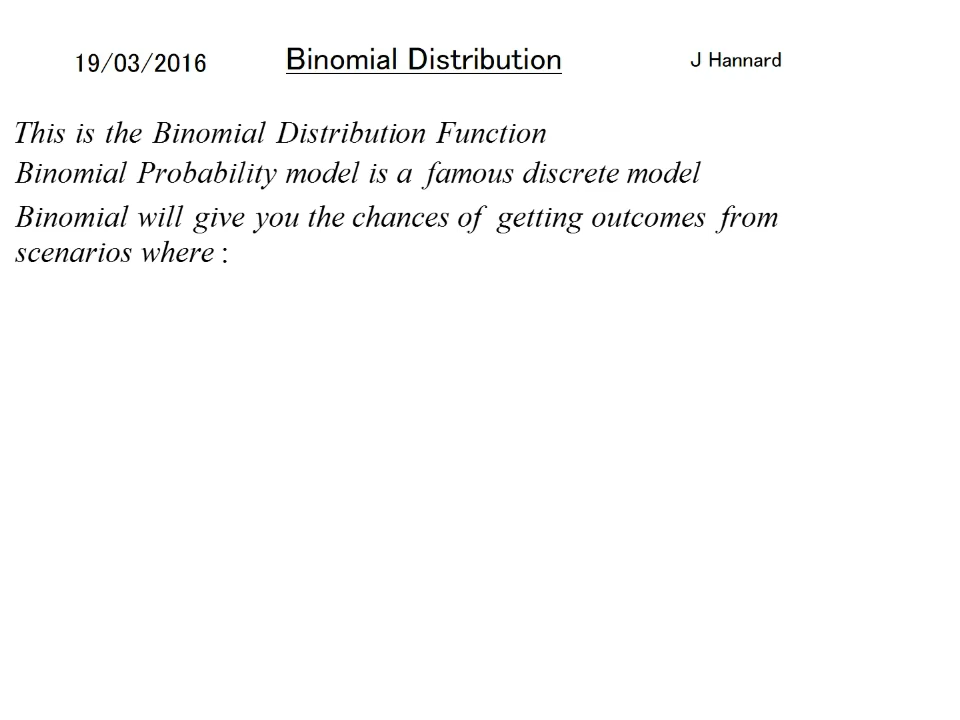 19/03/2016 Binomial Distribution J Hannard
This is the Binomial Distribution Function
Binomial Probability model is a famous discrete model
Binomial will give you the chances of getting outcomes from
scenarios where :